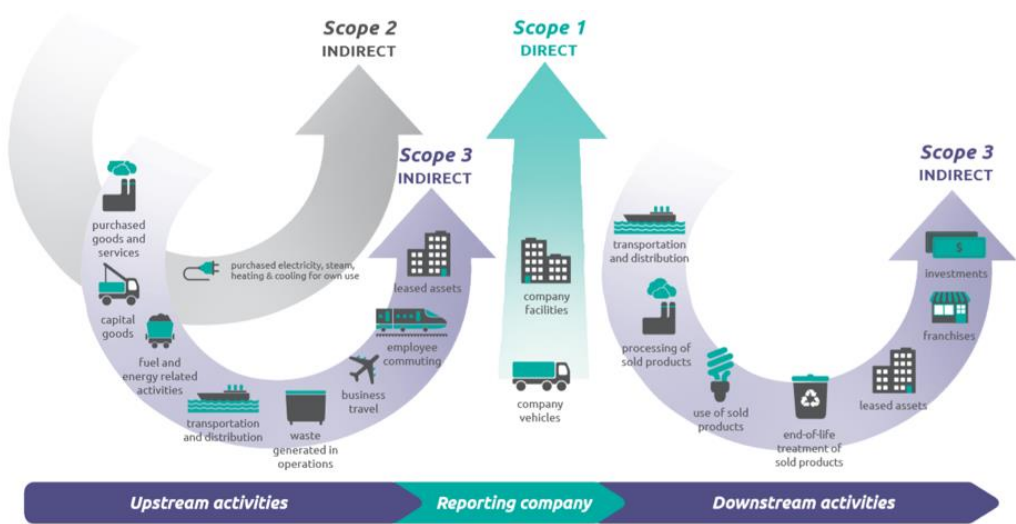 Scope 2
INDIRECT
Scope 1
DIRECT
Scope 3
INDIRECT
Scope 3
INDIRECT
purchased
goods and
services
capital
goods
fuel and
energy related
activities
transportation
and distribution
waste
generated in
operations
business
travel
employee
commuting
leased assets
purchased electricity, steam,
heating & cooling for own use
company
facilities
company
vehicles
transportation
and distribution
processing of
sold products
use of sold
products
end-of-life
treatment of
sold products
leased assets
franchises
investments
$
Upstream activities
Reporting company
Downstream activities